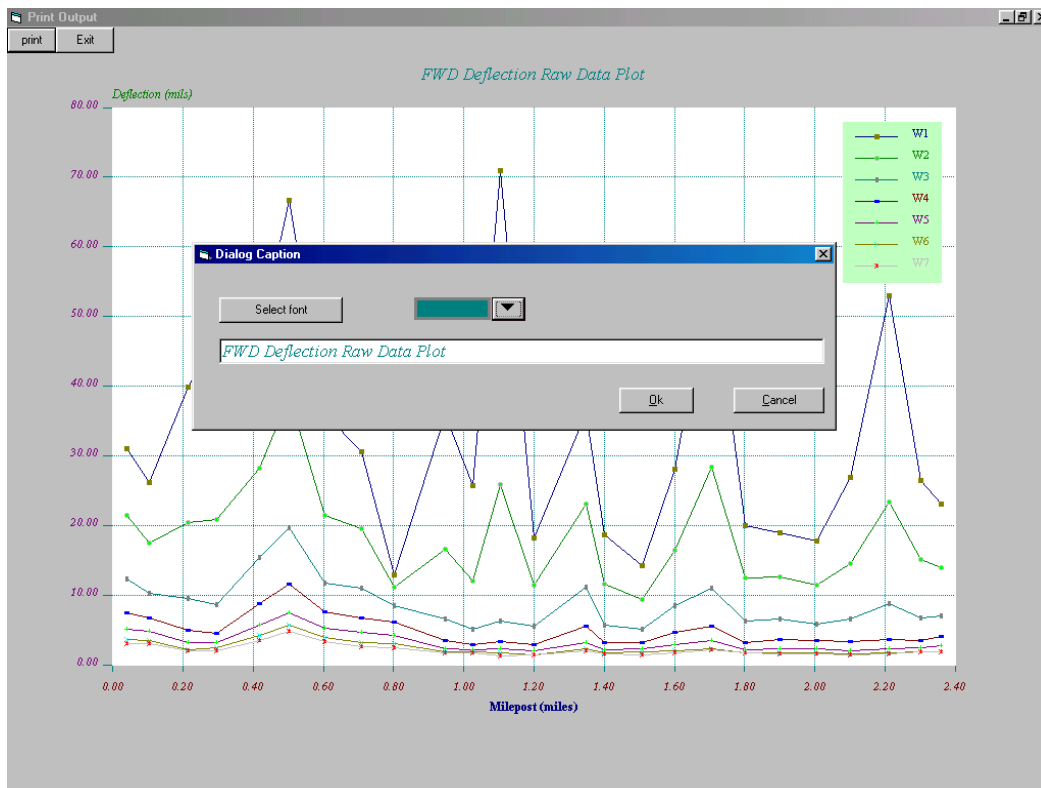 Print Output
print Exit
FWD Deflection Raw Data Plot
Deflection (mils)
80.00
70.00
60.00
50.00
40.00
30.00
20.00
10.00
0.00
W1
W2
W3
W4
W5
W6
W7
Dialog Caption
Select font
FWD Deflection Raw Data Plot
Ok Cancel
0.00 0.20 0.40 0.60 0.80 1.00 1.20 1.40 1.60 1.80 2.00 2.20 2.40
Milepost (miles)